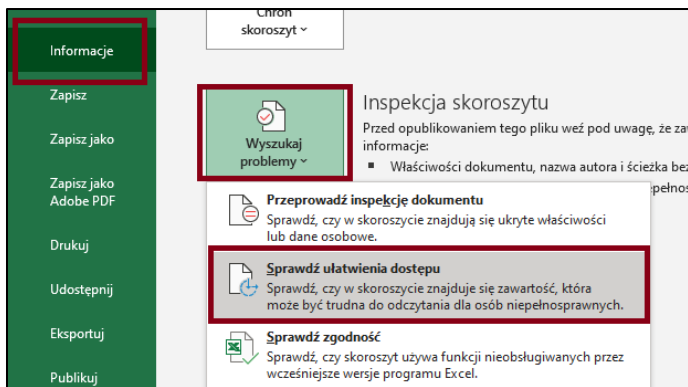 Informacje
Zapisz
Zapisz jako
Zapisz jako
Adobe PDF
Drukuj
Udostępnij
Eksportuj
Publikuj
Chroń
skoroszyt
Wyszukaj
problemy
Inspekcja skoroszytu
Przed opublikowaniem tego pliku weź pod uwagę, że
informacje:
▪ Właściwości dokumentu, nazwa autora i ścieżka
Przeprowadź inspekcję dokumentu
Sprawdź, czy w skoroszycie znajdują się ukryte właściwości
lub dane osobowe.
Sprawdź ułatwienia dostępu
Sprawdź, czy w skoroszycie znajduje się zawartość, która
może być trudna do odczytania dla osób niepełnosprawnych.
Sprawdź zgodność
Sprawdź, czy skoroszyt używa funkcji nieobsługiwanych przez
wcześniejsze wersje programu Excel.